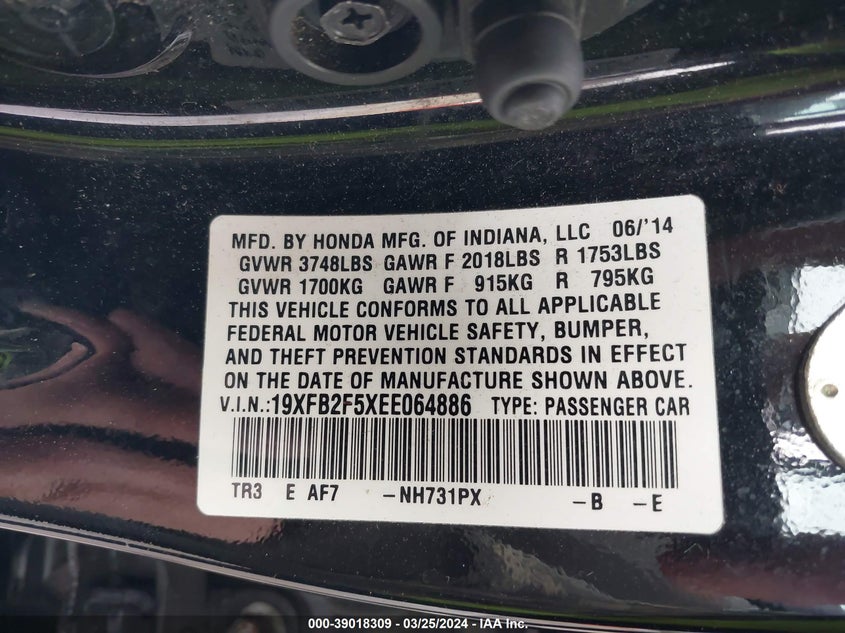 MFD. BY HONDA MFG. OF INDIANA, LLC 06/'14
GVWR 3748LBS GAWR F 2018LBS R 1753LBS
GVWR 1700KG GAWR F 915KG R 795KG
THIS VEHICLE CONFORMS TO ALL APPLICABLE
FEDERAL MOTOR VEHICLE SAFETY, BUMPER,
AND THEFT PREVENTION STANDARDS IN EFFECT
ON THE DATE OF MANUFACTURE SHOWN ABOVE.
V.I.N.:19XFB2F5XEE064886 TYPE: PASSENGER CAR
TR3 E AF7 -NH731PX -B -E
000-39018309 - 03/25/2024 - IAA Inc.